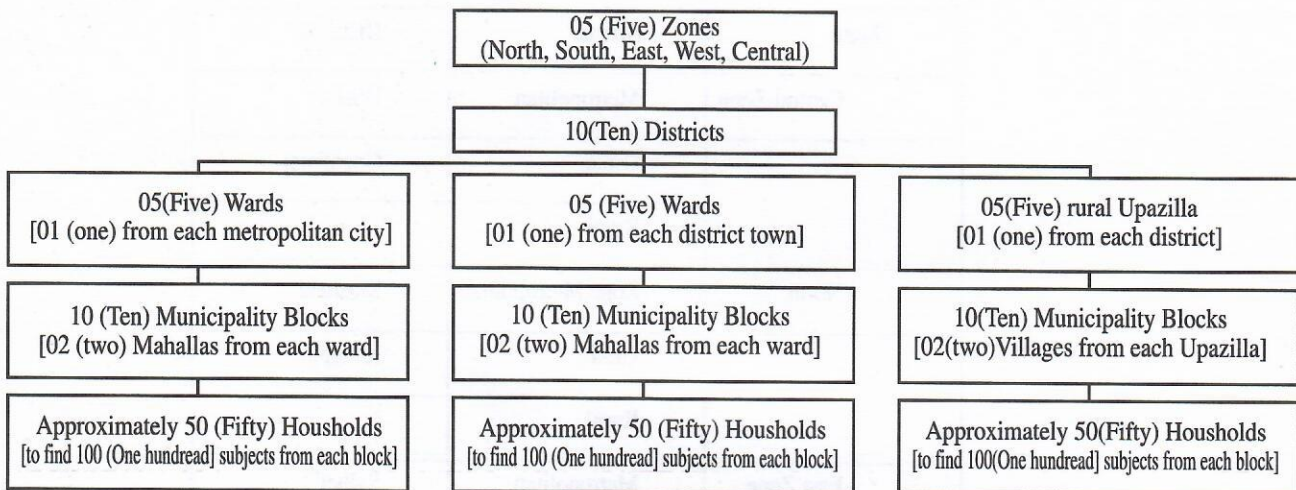 05 (Five) Zones
(North, South, East, West, Central)
10(Ten) Districts
05(Five) Wards
[01 (one) from each metropolitan city]
05 (Five) Wards
[01 (one) from each district town]
05(Five) rural Upazilla
[01 (one) from each district]
10 (Ten) Municipality Blocks
[02 (two) Mahallas from each ward]
10 (Ten) Municipality Blocks
[02 (two) Mahallas from each ward]
10(Ten) Municipality Blocks
[02(two)Villages from each Upazilla]
Approximately 50 (Fifty) Housholds
[to find 100 (One hundread] subjects from each block]
Approximately 50 (Fifty) Housholds
[to find 100 (One hundread] subjects from each block]
Approximately 50(Fifty) Housholds
[to find 100(One hundread] subjects from each block]